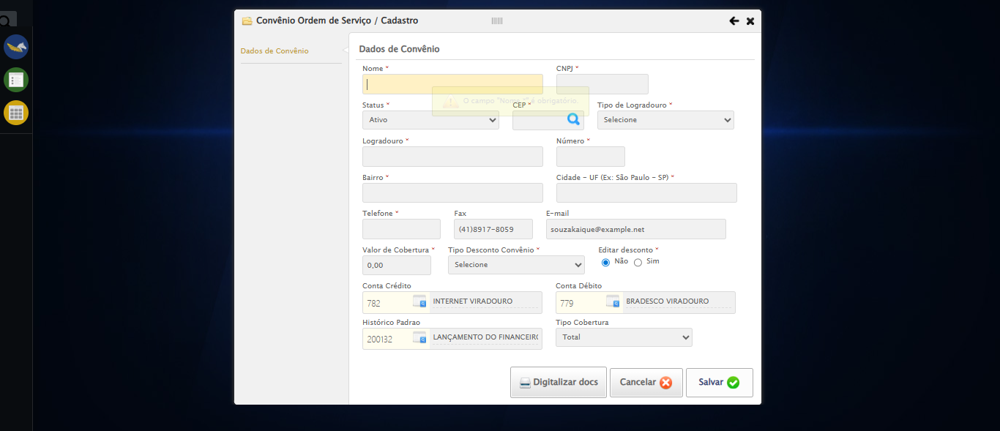 Convênio Ordem de Serviço / Cadastro
Dados de Convênio
Dados de Convênio
Nome *
CNPJ *
O campo "Nome *" é obrigatório.
Status *
CEP *
Tipo de Logradouro *
Ativo
Selecione
Logradouro *
Número *
Bairro *
Cidade - UF (Ex: São Paulo - SP) *
Telefone *
Fax
E-mail
(41)8917-8059
souzakaique@example.net
Valor de Cobertura *
Tipo Desconto Convênio *
Editar desconto *
0,00
Selecione
Não
Sim
Conta Crédito
Conta Débito
782
INTERNET VIRADOURO
779
BRADESCO VIRADOURO
Histórico Padrao
Tipo Cobertura
200132
LANÇAMENTO DO FINANCEIRO
Total
Digitalizar docs
Cancelar
Salvar